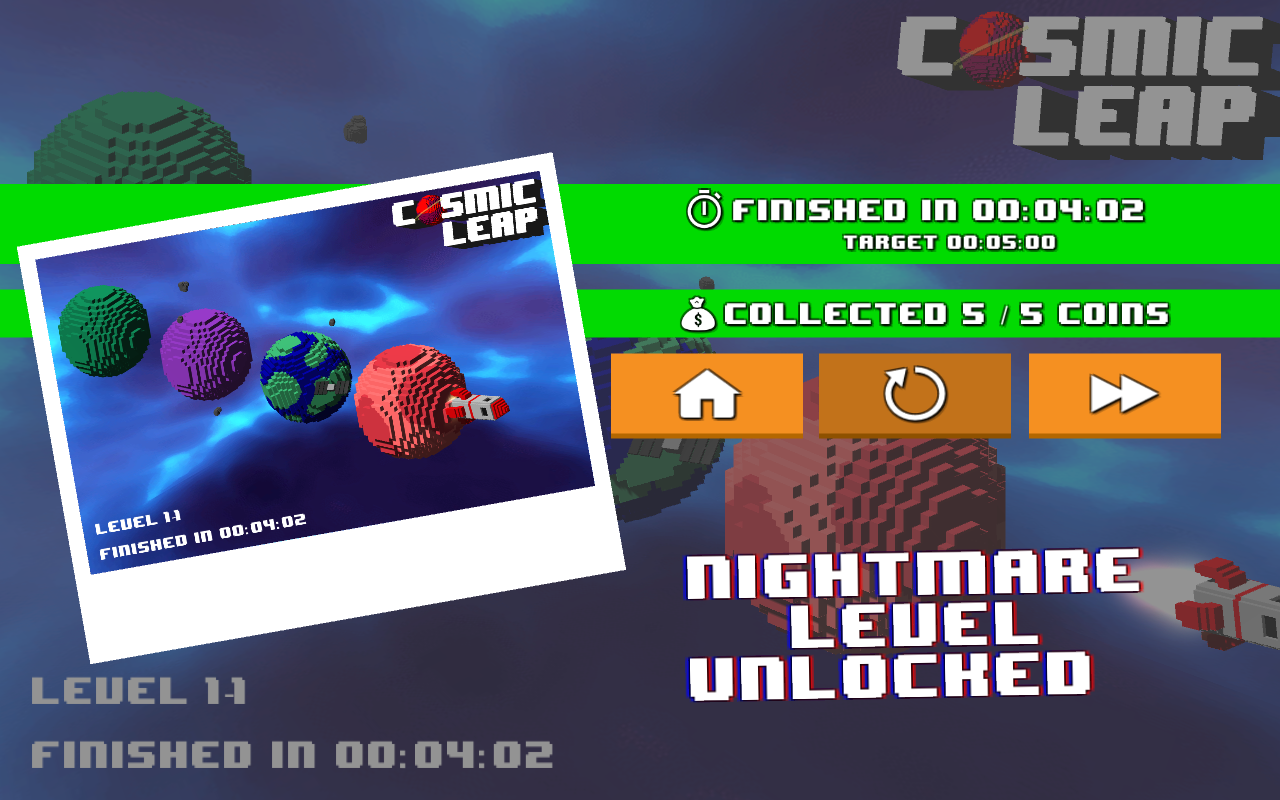 COSMIC
LEAP
FINISHED IN 00:04:02
TARGET 00:05:00
COLLECTED 5 / 5 COINS
COSMIC
LEAP
LEVEL 1-1
FINISHED IN 00:04:02
NIGHTMARE
LEVEL
UNLOCKED
LEVEL 1-1
FINISHED IN 00:04:02